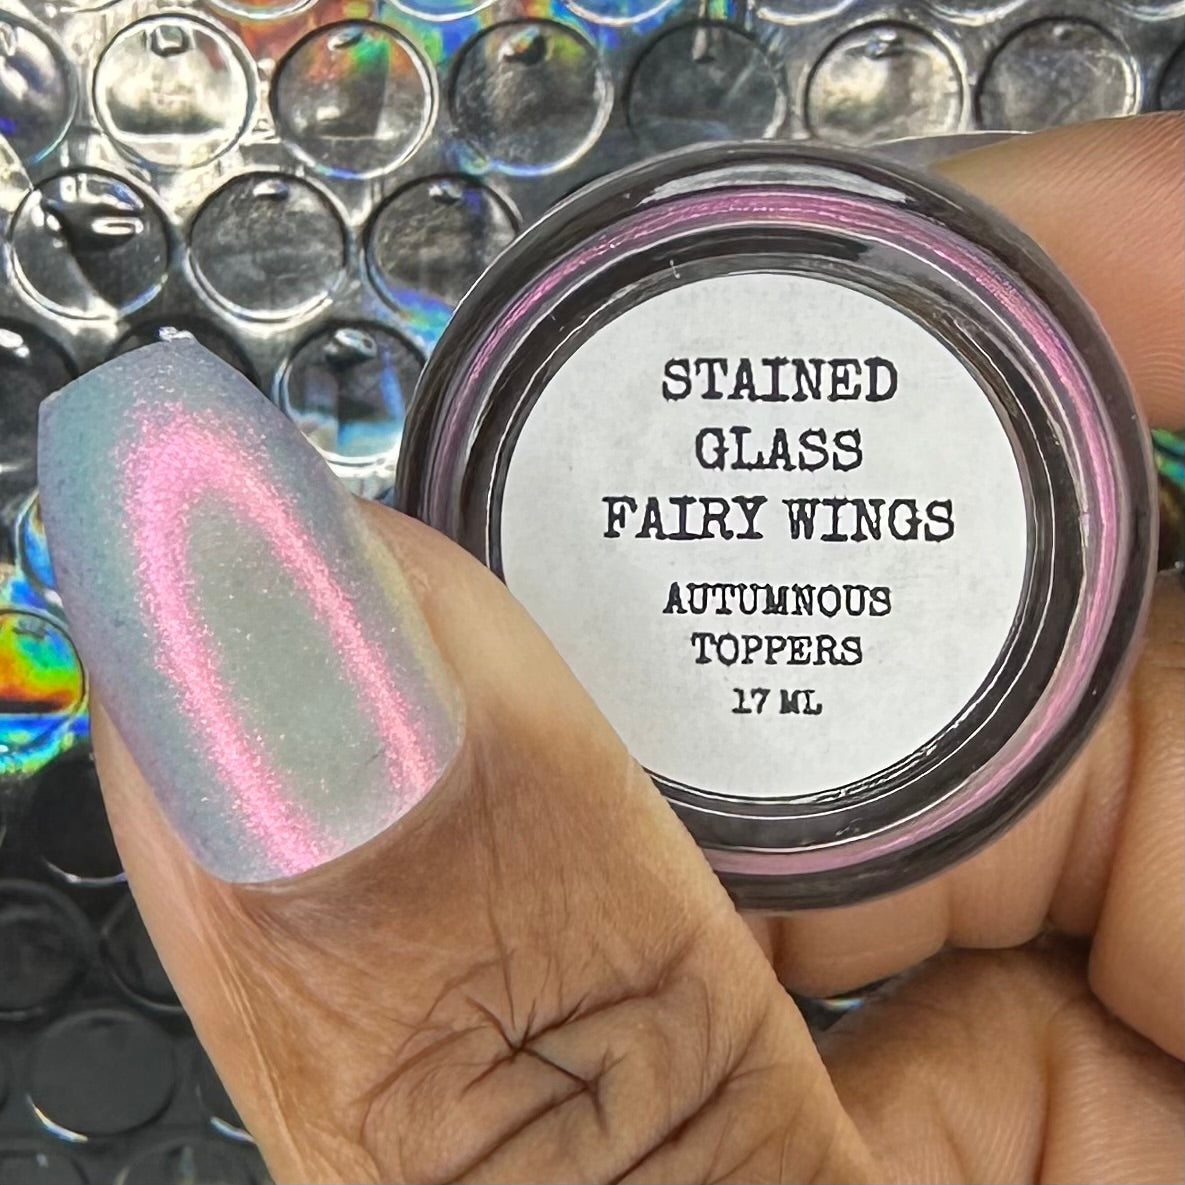 STAINED
GLASS
FAIRY WINGS
AUTUMNOUS
TOPPERS
17 ML